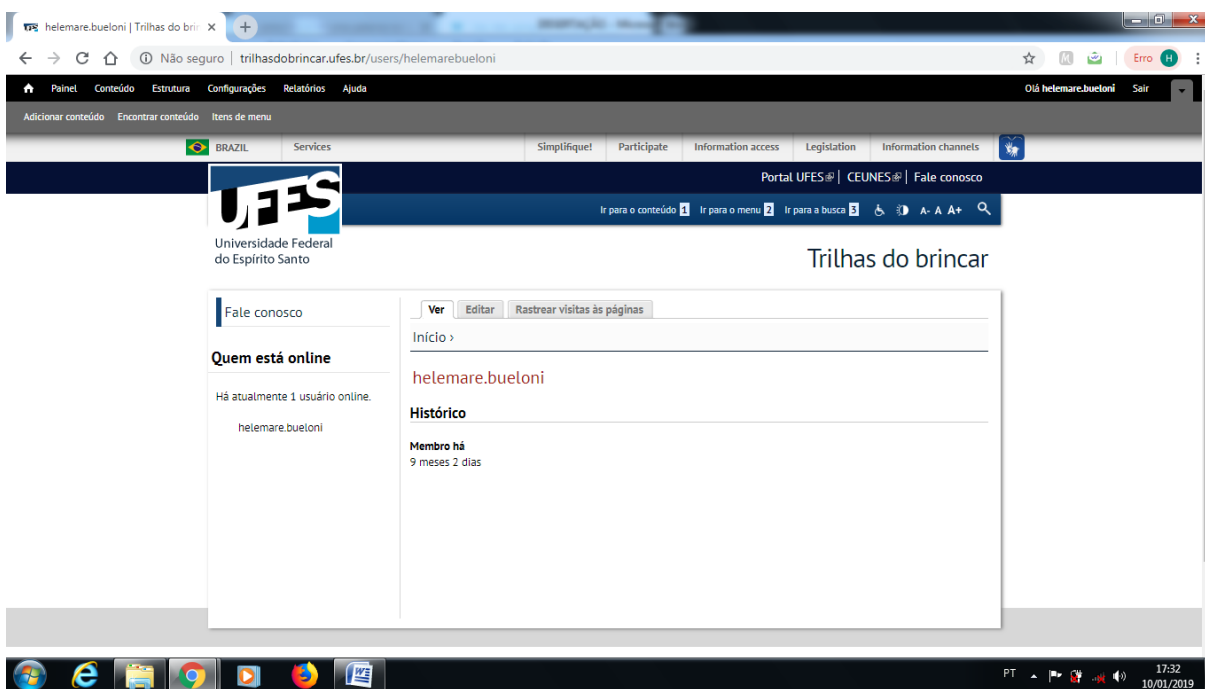 helemare.bueloni | Trilhas do brin
Não seguro | trilhasdobrincar.ufes.br/users/helemarebueloni
Erro H
Painel Conteúdo Estrutura Configurações Relatórios Ajuda Olá helemare.bueloni Sair
Adicionar conteúdo Encontrar conteúdo Itens de menu
BRAZIL Services Simplifique! Participate Information access Legislation Information channels
Portal UFES | CEUNES | Fale conosco
UFES
Ir para o conteúdo 1 Ir para o menu 2 Ir para a busca 3 A- A A+
Universidade Federal
do Espírito Santo
Trilhas do brincar
Fale conosco
Quem está online
Há atualmente 1 usuário online.
helemare.bueloni
Ver Editar Rastrear visitas às páginas
Início ›
helemare.bueloni
Histórico
Membro há
9 meses 2 dias
PT 17:32
10/01/2019